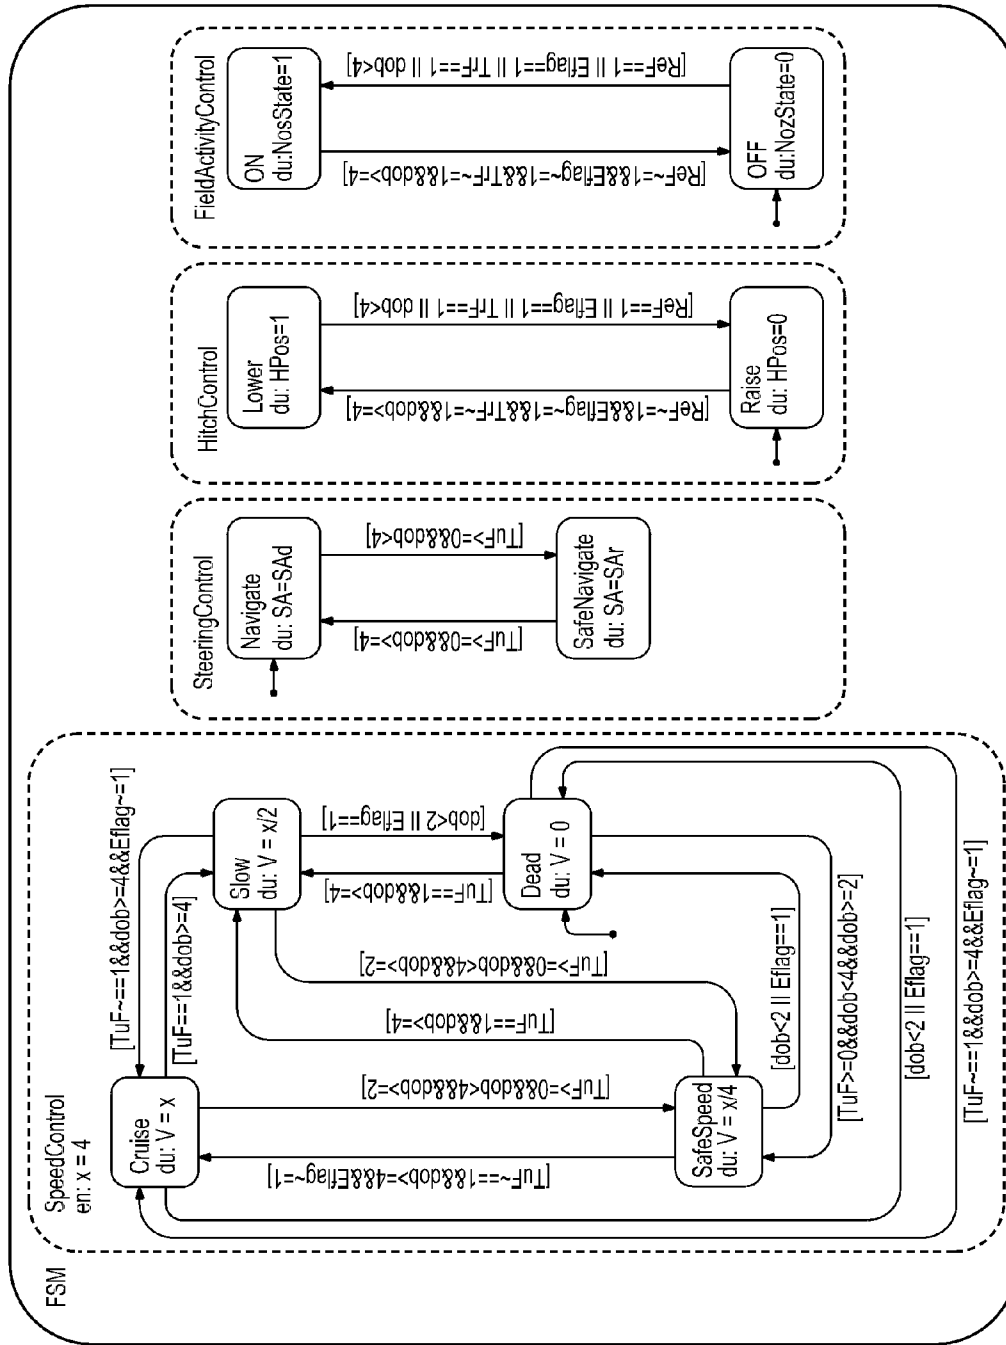 FSM
SpeedControl
en: x = 4
Cruise
du: V = x
[TuF~==1&&dob>=4&&Eflag~=1]
[TuF==1&&dob>=4]
Slow
du: V = x/2
[TuF>=0&&dob<4&&dob>=2]
[TuF~==1&&dob>=4&&Eflag~=1]
[TuF==1&&dob>=4]
[TuF>=0&&dob<4&&dob>=2]
[TuF==1&&dob>=4]
[dob<2 || Eflag==1]
SafeSpeed
du: V = x/4
Dead
du: V = 0
[dob<2 || Eflag==1]
[TuF>=0&&dob<4&&dob>=2]
[dob<2 || Eflag==1]
[TuF~==1&&dob>=4&&Eflag~=1]
SteeringControl
Navigate
du: SA=SAd
[TuF>=0&&dob>=4]
[TuF>=0&&dob<4]
SafeNavigate
du: SA=SAr
HitchControl
Lower
du: HPos=1
[ReF~=1&&Eflag~=1&&TrF~=1&&dob>=4]
[ReF==1 || Eflag==1 || TrF==1 || dob<4]
Raise
du: HPos=0
FieldActivityControl
ON
du:NosState=1
[ReF~=1&&Eflag~=1&&TrF~=1&&dob>=4]
[ReF==1 || Eflag==1 || TrF==1 || dob<4]
OFF
du:NozState=0